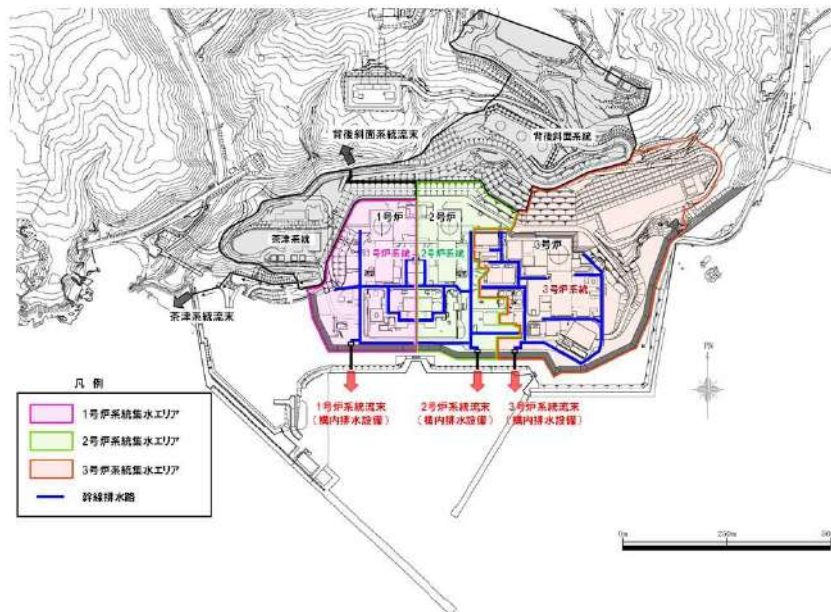 背後斜面系統流末
背後斜面系統
1号炉
2号炉
3号炉
茶津系統
1号炉系統
2号炉系統
3号炉系統
茶津系統流末
1号炉系統流末
(構内排水設備)
2号炉系統流末
(構内排水設備)
3号炉系統流末
(構内排水設備)
凡 例
1号炉系統集水エリア
2号炉系統集水エリア
3号炉系統集水エリア
幹線排水路
PN
0m
250m